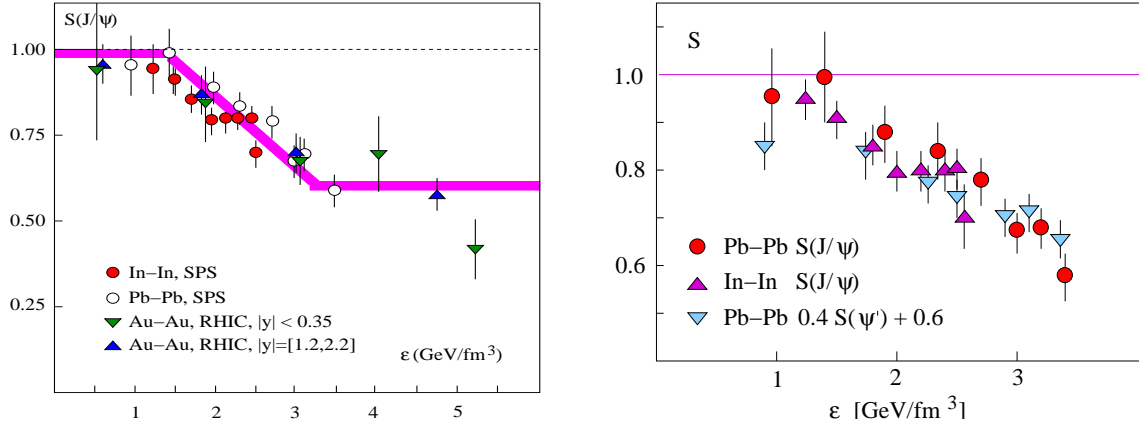 S(J/ψ)
1.00
0.75
0.50
0.25
In−In, SPS
Pb−Pb, SPS
Au−Au, RHIC, |y| < 0.35
Au−Au, RHIC, |y|=[1.2,2.2]
ε (GeV/fm³)
1 2 3 4 5
S
1.0
0.8
0.6
Pb−Pb S(J/ψ)
In−In S(J/ψ)
Pb−Pb 0.4 S(ψ') + 0.6
1 2 3
ε [GeV/fm ³]